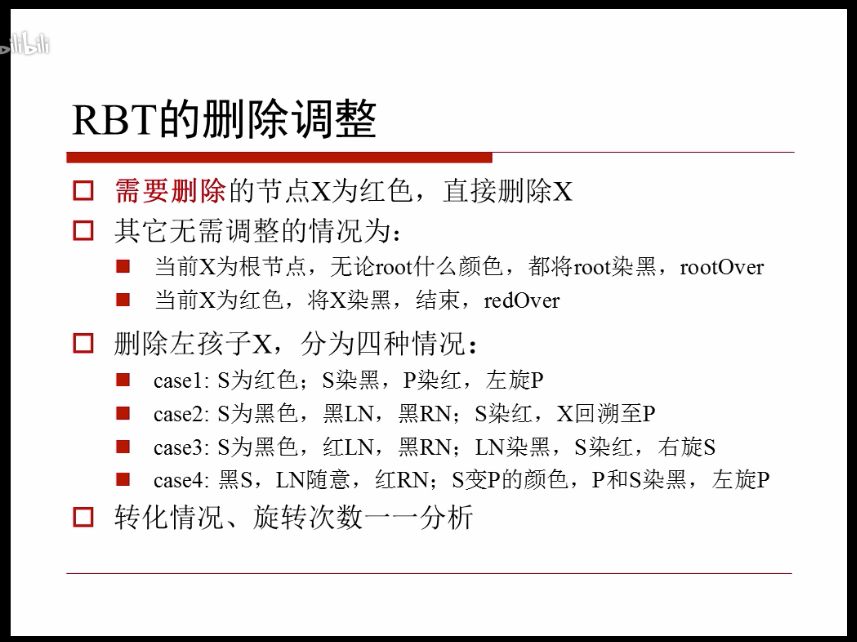 bilibili
RBT的删除调整
需要删除的节点X为红色，直接删除X
其它无需调整的情况为：
当前X为根节点，无论root什么颜色，都将root染黑，rootOver
当前X为红色，将X染黑，结束，redOver
删除左孩子X，分为四种情况：
case1: S为红色；S染黑，P染红，左旋P
case2: S为黑色，黑LN，黑RN；S染红，X回溯至P
case3: S为黑色，红LN，黑RN；LN染黑，S染红，右旋S
case4: 黑S，LN随意，红RN；S变P的颜色，P和S染黑，左旋P
转化情况、旋转次数一一分析